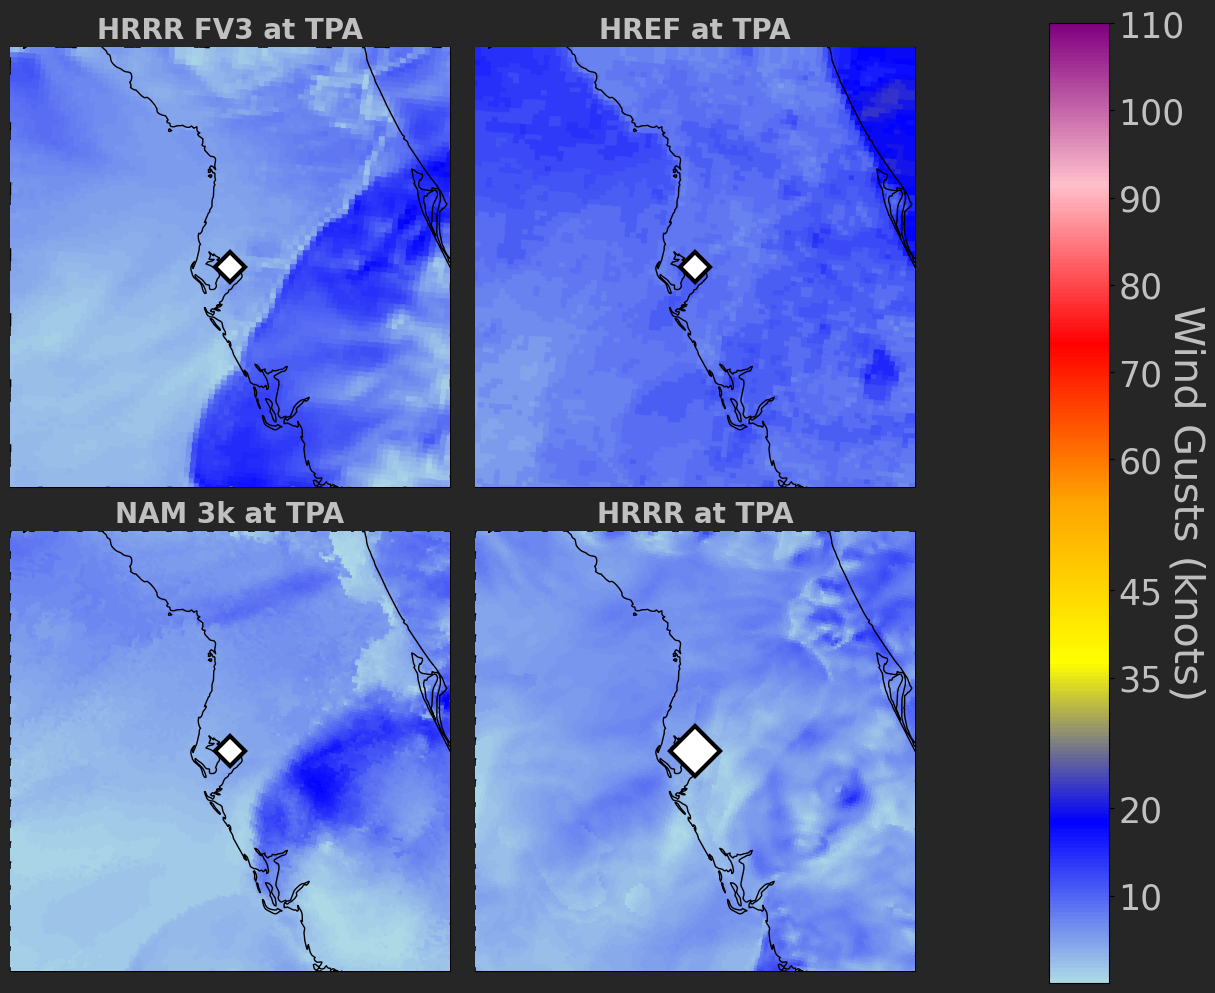 HRRR FV3 at TPA
HREF at TPA
NAM 3k at TPA
HRRR at TPA
110
100
90
80
70
60
45
35
20
10
Wind Gusts (knots)